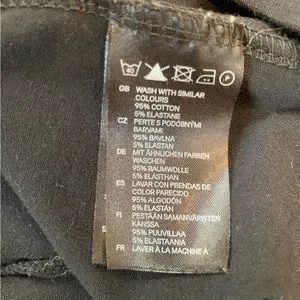 40 P
GB WASH WITH SIMILAR
COLOURS
95% COTTON
5% ELASTANE
CZ PERTE S PODOBNÝMI
BARVAMI
95% BAVLNA
5% ELASTAN
DE MIT ÄHNLICHEN FARBEN
WASCHEN
95% BAUMWOLLE
5% ELASTHAN
ES LAVAR CON PRENDAS DE
COLOR PARECIDO
95% ALGODÓN
5% ELASTÁN
FI PESTÄÄN SAMANVÄRISTEN
KANSSA
95% PUUVILLAA
S 5% ELASTAANIA
FR LAVER À LA MACHINE À